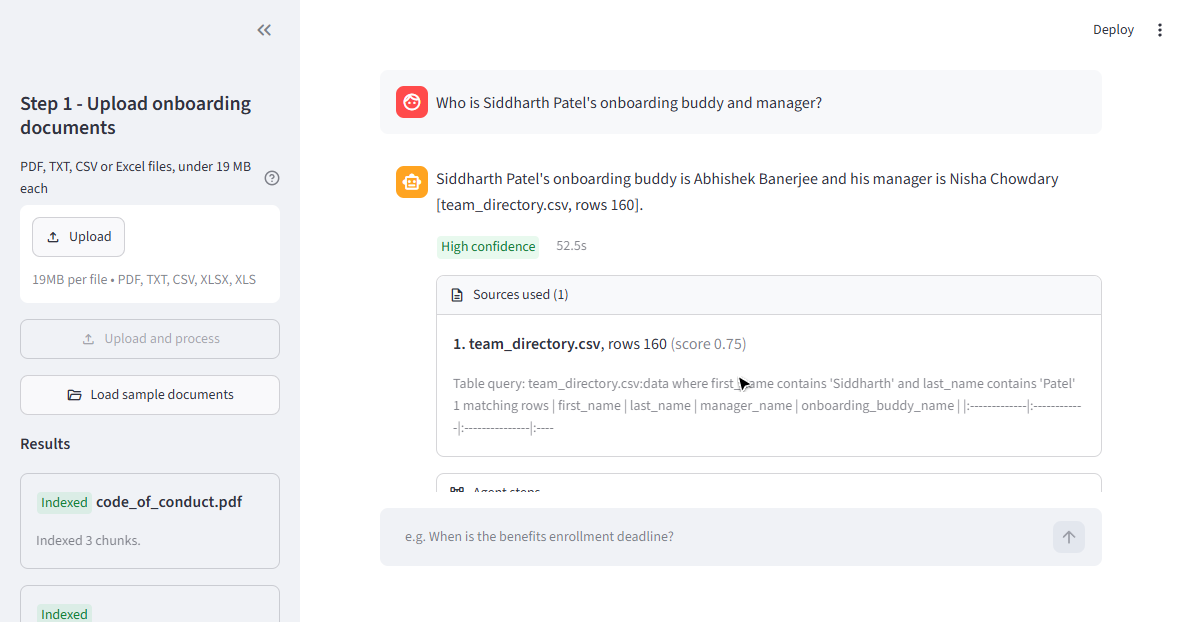 Deploy
Step 1 - Upload onboarding
documents
PDF, TXT, CSV or Excel files, under 19 MB
each
Upload
19MB per file • PDF, TXT, CSV, XLSX, XLS
Upload and process
Load sample documents
Results
Indexed code_of_conduct.pdf
Indexed 3 chunks.
Indexed
Who is Siddharth Patel's onboarding buddy and manager?
Siddharth Patel's onboarding buddy is Abhishek Banerjee and his manager is Nisha Chowdary
[team_directory.csv, rows 160].
High confidence 52.5s
Sources used (1)
1. team_directory.csv, rows 160 (score 0.75)
Table query: team_directory.csv:data where first_name contains 'Siddharth' and last_name contains 'Patel'
1 matching rows | first_name | last_name | manager_name | onboarding_buddy_name | |:-------------|:-----------
-|:---------------|:----
Agent steps
e.g. When is the benefits enrollment deadline?